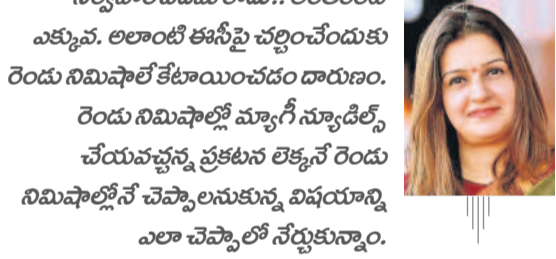 ఎక్కువ. అలాంటి ఈసీపై చర్చించేందుకు
రెండు నిమిషాలే కేటాయించడం దారుణం.
రెండు నిమిషాల్లో మ్యాగీ న్యూడిల్స్
చేయవచ్చన్న ప్రకటన లెక్కనే రెండు
నిమిషాల్లోనే చెప్పాలనుకున్న విషయాన్ని
ఎలా చెప్పాలో నేర్చుకున్నాం.